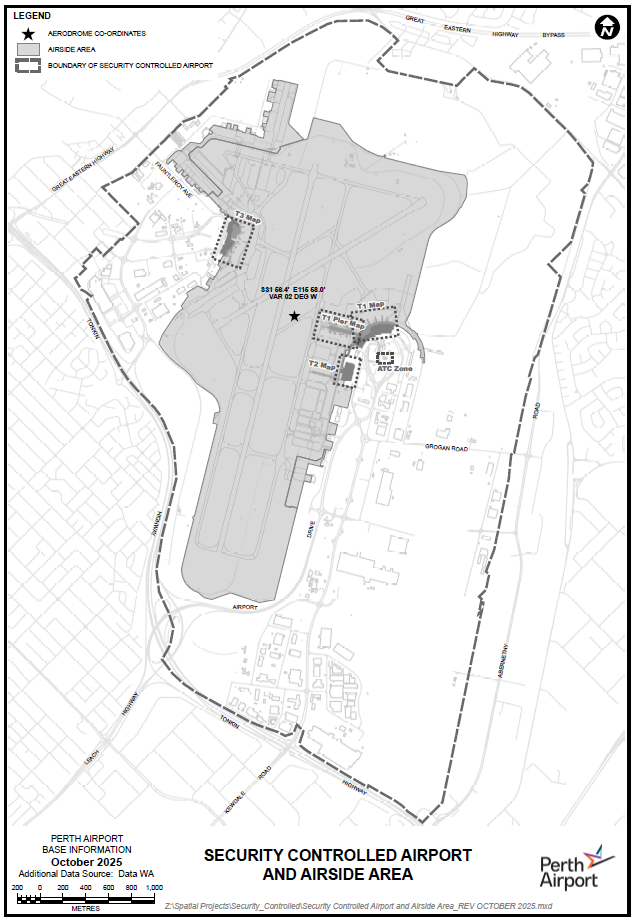 LEGEND
AERODROME CO-ORDINATES
AIRSIDE AREA
BOUNDARY OF SECURITY CONTROLLED AIRPORT
GREAT EASTERN HIGHWAY BYPASS
N
GREAT EASTERN HIGHWAY
FAUNTLEROY AVE
T3 Map
S31 56.4' E115 58.0'
VAR 02 DEG W
T1 Map
T1 Pier Map
T2 Map
ATC Zone
TONKIN
ROAD
GROGAN ROAD
HIGHWAY
DRIVE
AIRPORT
ABERNETHY
HIGHWAY
LEACH
TONKIN
KEWDALE ROAD
HIGHWAY
PERTH AIRPORT
BASE INFORMATION
October 2025
Additional Data Source: Data WA
200 0 200 400 600 800 1,000
METRES
SECURITY CONTROLLED AIRPORT
AND AIRSIDE AREA
Perth
Airport
Z:\Spatial Projects\Security_Controlled\Security Controlled Airport and Airside Area_REV OCTOBER 2025.mxd